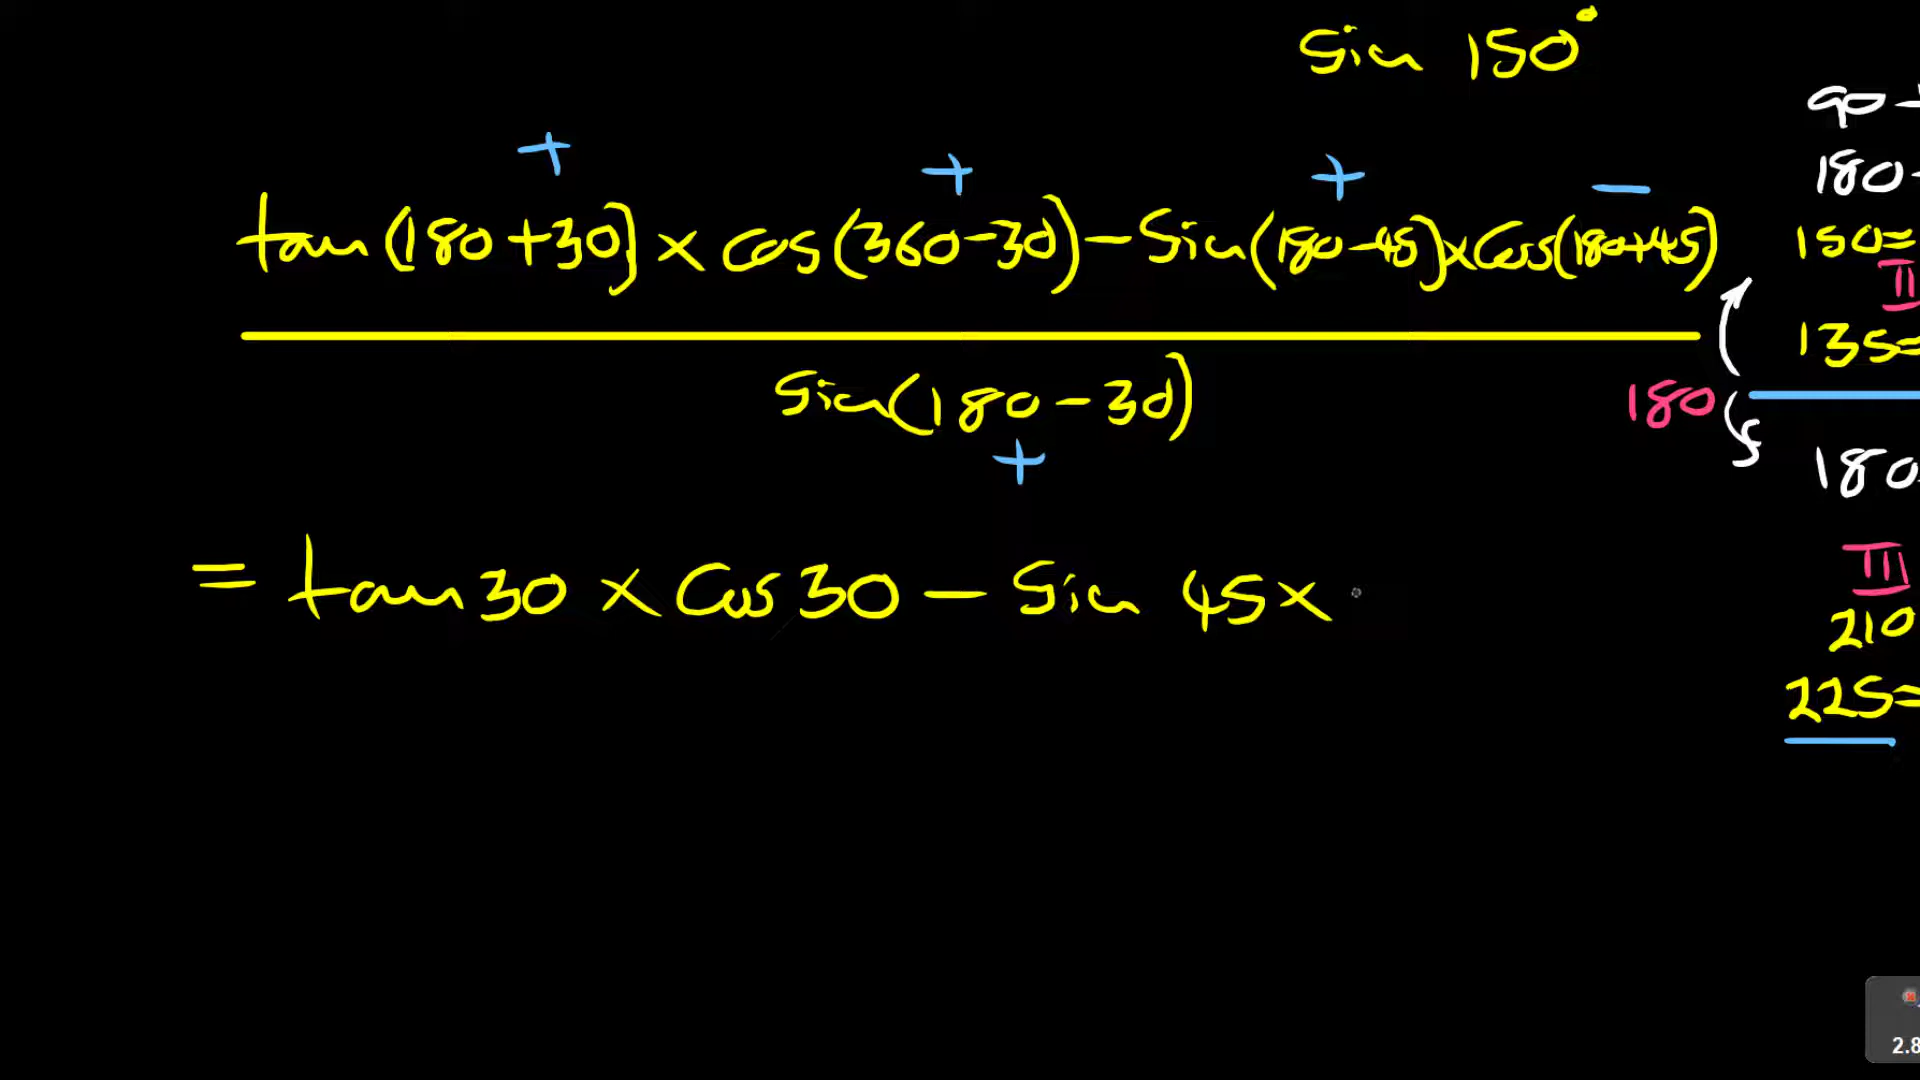 sin 150°
90-
180-
+ + + -
tan(180+30) × cos(360-30) - sin(180-45) × cos(180+45)
150=
II
135=
sin(180-30)
180
+
180
= tan 30 × cos 30 - sin 45 ×
III
210
225=
2.8